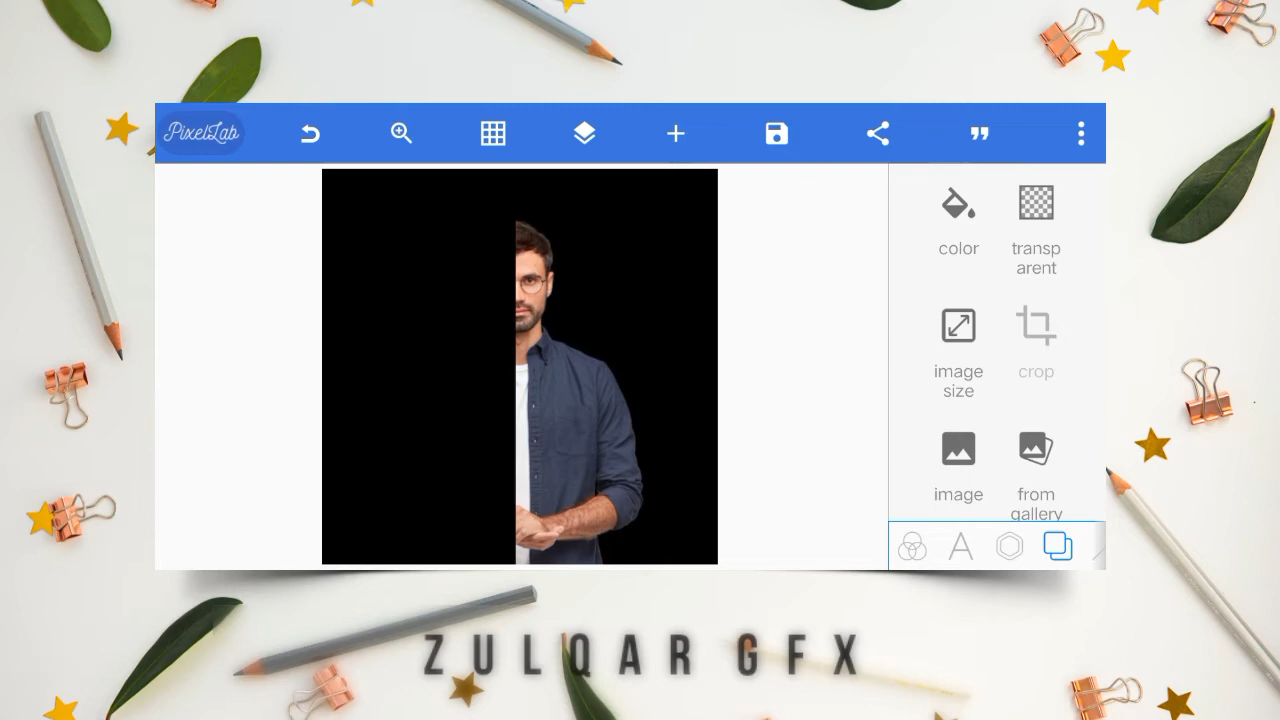 PixelLab
color
transp
arent
image
size
crop
image
from
gallery
ZULQAR GFX